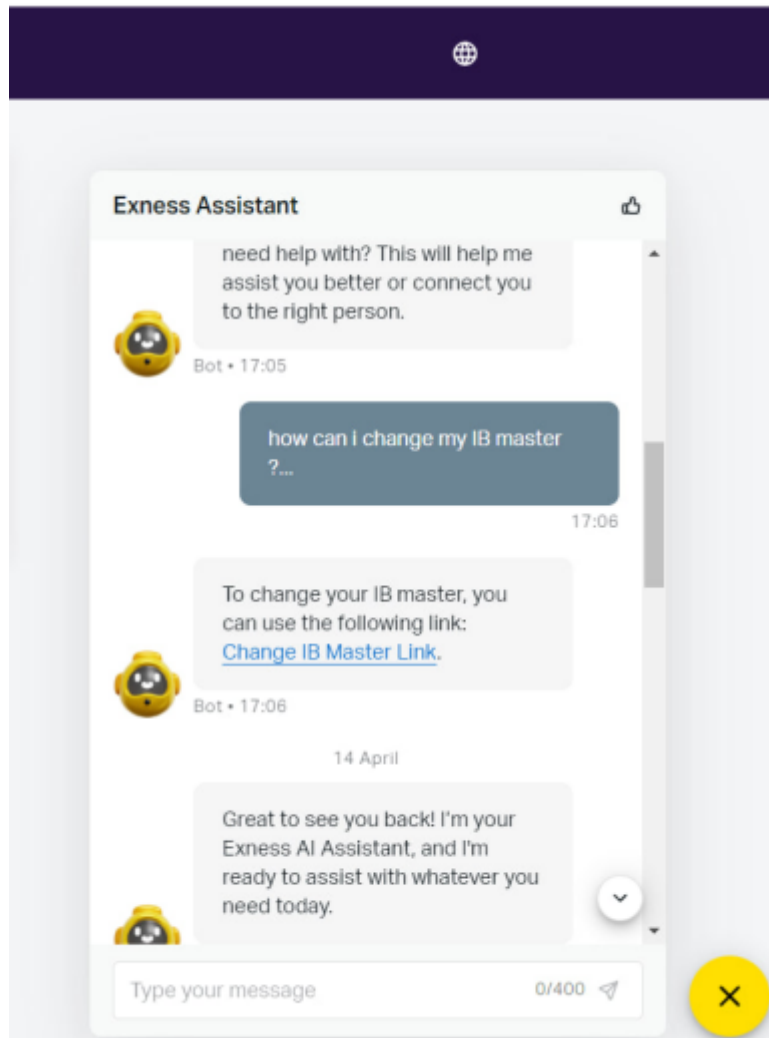 Exness Assistant
need help with? This will help me
assist you better or connect you
to the right person.
Bot • 17:05
how can i change my IB master
?...
17:06
To change your IB master, you
can use the following link:
Change IB Master Link.
Bot • 17:06
14 April
Great to see you back! I'm your
Exness AI Assistant, and I'm
ready to assist with whatever you
need today.
Type your message
0/400